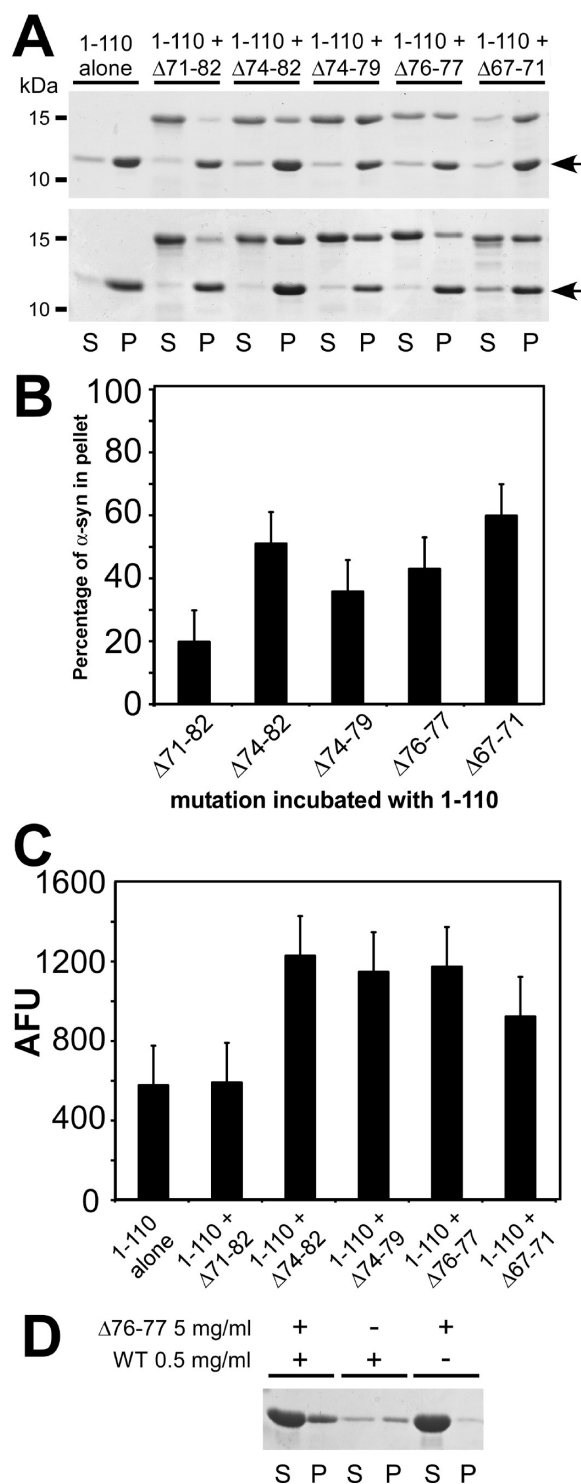 A
1-110 alone
1-110 + Δ71-82
1-110 + Δ74-82
1-110 + Δ74-79
1-110 + Δ76-77
1-110 + Δ67-71
kDa
15
10
15
10
S P S P S P S P S P S P
B
Percentage of α-syn in pellet
100
80
60
40
20
0
Δ71-82
Δ74-82
Δ74-79
Δ76-77
Δ67-71
mutation incubated with 1-110
C
AFU
1600
1200
800
400
0
1-110 alone
1-110 + Δ71-82
1-110 + Δ74-82
1-110 + Δ74-79
1-110 + Δ76-77
1-110 + Δ67-71
D
Δ76-77 5 mg/ml + - +
WT 0.5 mg/ml + + -
S P S P S P